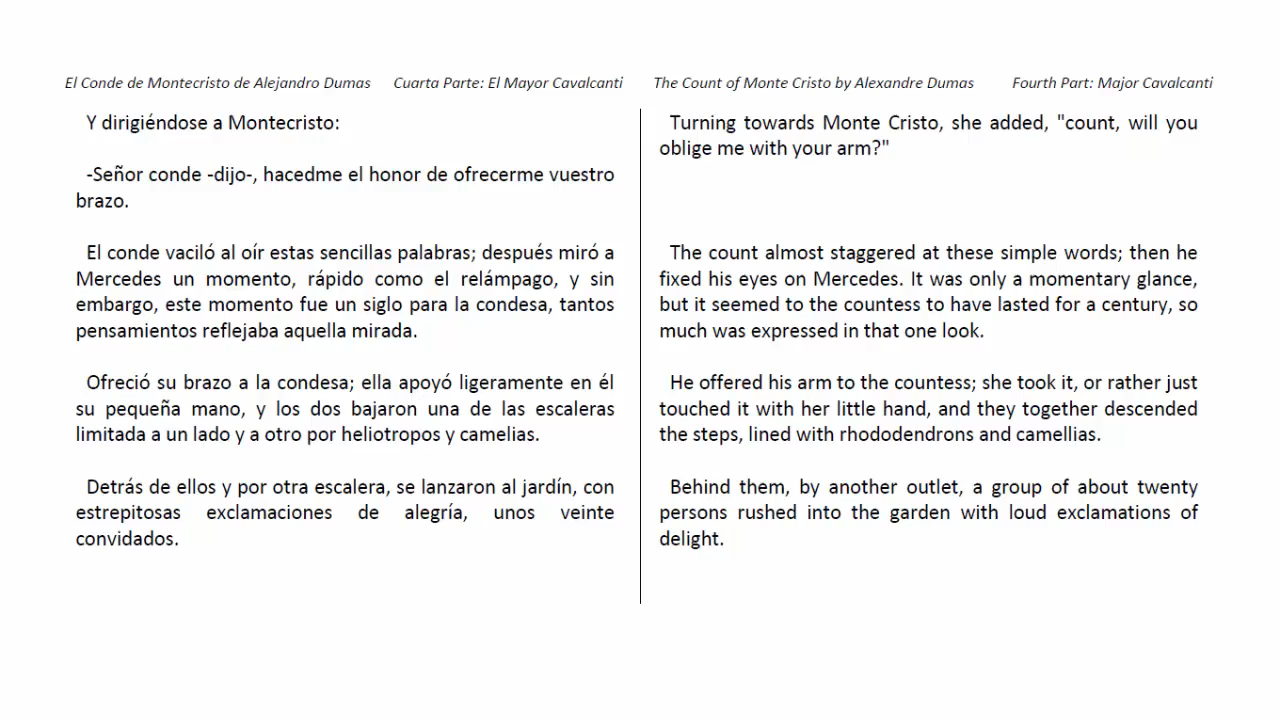 El Conde de Montecristo de Alejandro Dumas Cuarta Parte: El Mayor Cavalcanti
Y dirigiéndose a Montecristo:
-Señor conde -dijo-, hacedme el honor de ofrecerme vuestro
brazo.
El conde vaciló al oír estas sencillas palabras; después miró a
Mercedes un momento, rápido como el relámpago, y sin
embargo, este momento fue un siglo para la condesa, tantos
pensamientos reflejaba aquella mirada.
Ofreció su brazo a la condesa; ella apoyó ligeramente en él
su pequeña mano, y los dos bajaron una de las escaleras
limitada a un lado y a otro por heliotropos y camelias.
Detrás de ellos y por otra escalera, se lanzaron al jardín, con
estrepitosas exclamaciones de alegría, unos veinte
convidados.
The Count of Monte Cristo by Alexandre Dumas Fourth Part: Major Cavalcanti
Turning towards Monte Cristo, she added, "count, will you
oblige me with your arm?"
The count almost staggered at these simple words; then he
fixed his eyes on Mercedes. It was only a momentary glance,
but it seemed to the countess to have lasted for a century, so
much was expressed in that one look.
He offered his arm to the countess; she took it, or rather just
touched it with her little hand, and they together descended
the steps, lined with rhododendrons and camellias.
Behind them, by another outlet, a group of about twenty
persons rushed into the garden with loud exclamations of
delight.